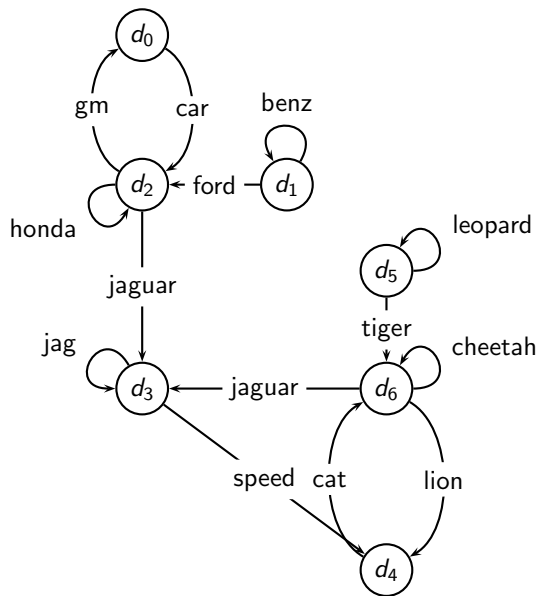 d0
gm
car
benz
d2
ford
d1
honda
leopard
d5
jaguar
tiger
jag
cheetah
d3
jaguar
d6
speed
cat
lion
d4